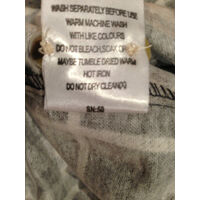 WASH SEPARATELY BEFORE USE
WARM MACHINE WASH
WITH LIKE COLOURS
DO NOT BLEACH, SOAK OR
MAYBE TUMBLE DRIED WARM
HOT IRON
DO NOT DRY CLEAN
SN:50